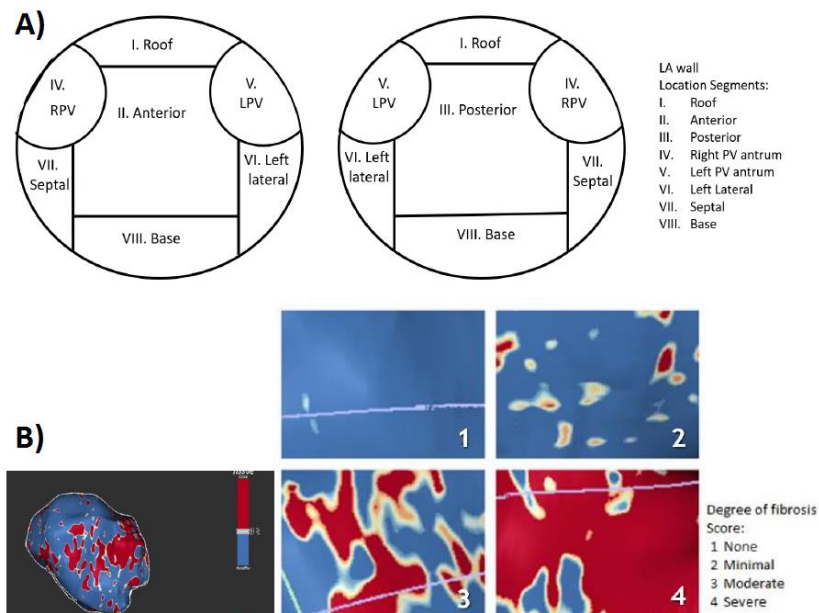 A)
I. Roof
IV.
RPV
II. Anterior
V.
LPV
VII.
Septal
VI. Left
lateral
VIII. Base
I. Roof
V.
LPV
III. Posterior
IV.
RPV
VI. Left
lateral
VII.
Septal
VIII. Base
LA wall
Location Segments:
I. Roof
II. Anterior
III. Posterior
IV. Right PV antrum
V. Left PV antrum
VI. Left Lateral
VII. Septal
VIII. Base
B)
1
2
3
4
Degree of fibrosis
Score:
1 None
2 Minimal
3 Moderate
4 Severe